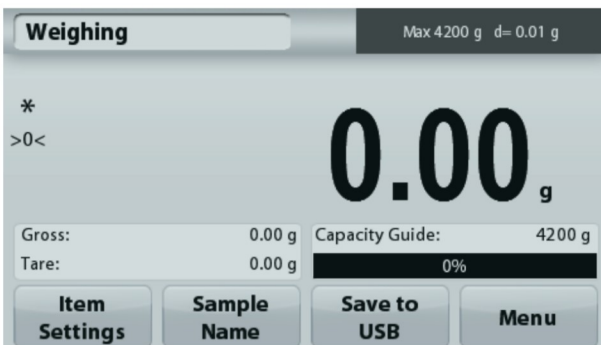 Weighing
Max 4200 g d= 0.01 g
*
>0<
0.00 g
Gross: 0.00 g
Capacity Guide: 4200 g
Tare: 0.00 g
0%
Item Settings
Sample Name
Save to USB
Menu